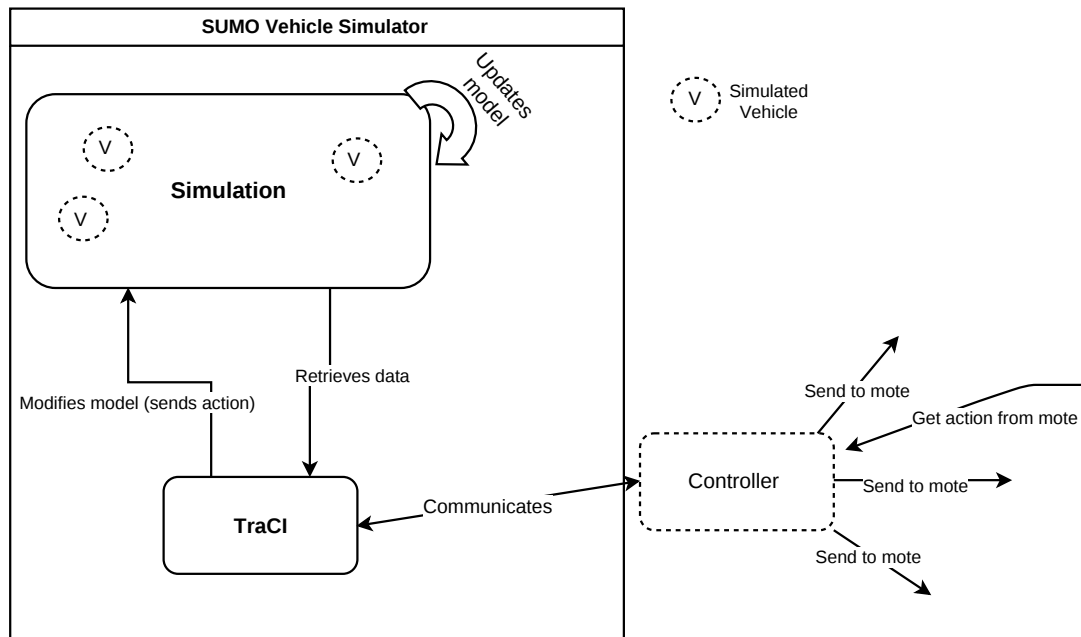 SUMO Vehicle Simulator
Updates
model
V
Simulated
Vehicle
V
V
Simulation
V
Retrieves data
Modifies model (sends action)
Send to mote
Get action from mote
Controller
Send to mote
Communicates
TraCI
Send to mote